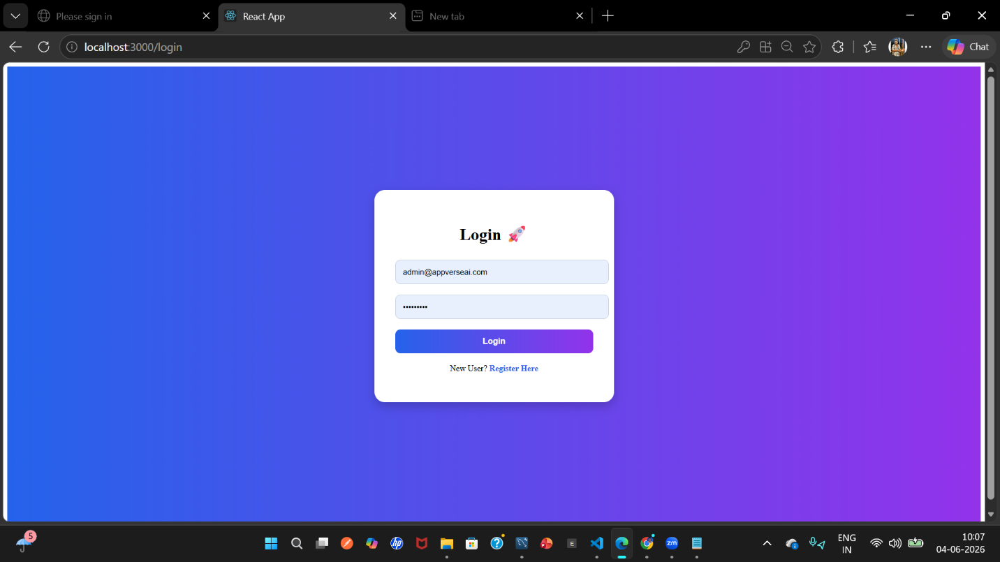 Please sign in
React App
New tab
localhost:3000/login
Chat
Login 🚀
admin@appverseai.com
•••••••••
Login
New User? Register Here
5
E
zm
ENG
IN
10:07
04-06-2026